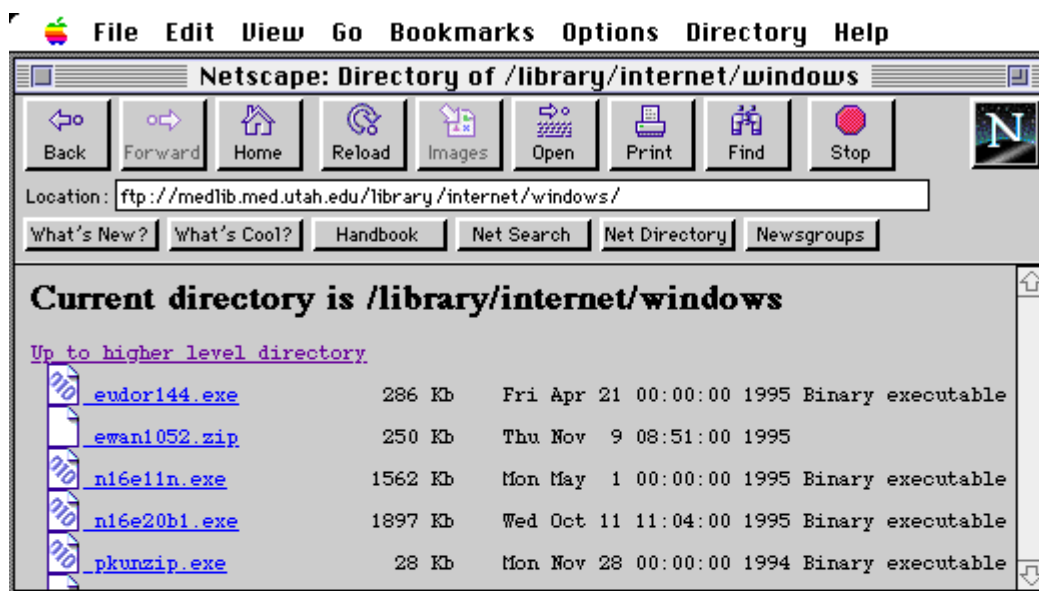 File Edit View Go Bookmarks Options Directory Help
Netscape: Directory of /library/internet/windows
Back Forward Home Reload Images Open Print Find Stop N
Location: ftp://medlib.med.utah.edu/library/internet/windows/
What's New? What's Cool? Handbook Net Search Net Directory Newsgroups
Current directory is /library/internet/windows
Up to higher level directory
eudor144.exe 286 Kb Fri Apr 21 00:00:00 1995 Binary executable
ewan1052.zip 250 Kb Thu Nov 9 08:51:00 1995
n16e11n.exe 1562 Kb Mon May 1 00:00:00 1995 Binary executable
n16e20b1.exe 1897 Kb Wed Oct 11 11:04:00 1995 Binary executable
pkunzip.exe 28 Kb Mon Nov 28 00:00:00 1994 Binary executable